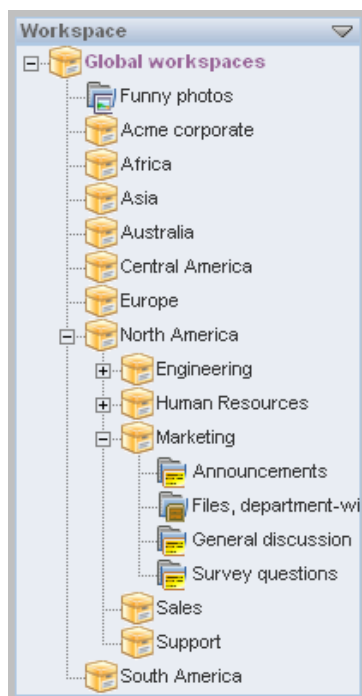 Workspace
Global workspaces
Funny photos
Acme corporate
Africa
Asia
Australia
Central America
Europe
North America
Engineering
Human Resources
Marketing
Announcements
Files, department-wi
General discussion
Survey questions
Sales
Support
South America